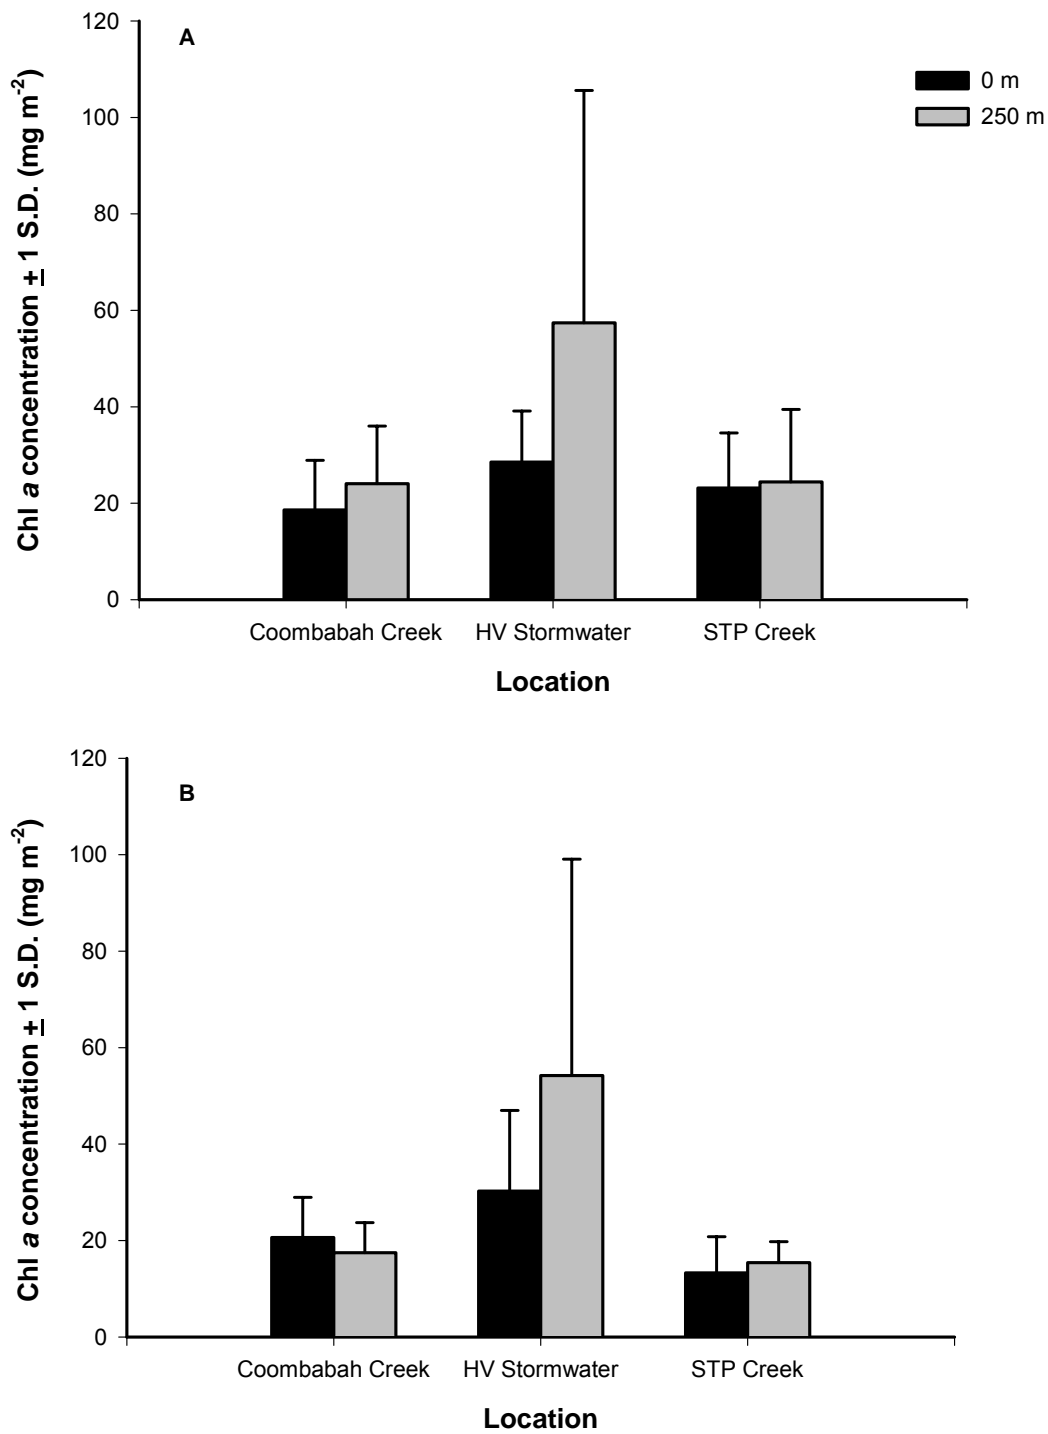 120
A
0 m
250 m
100
80
60
40
20
0
Chl a concentration ± 1 S.D. (mg m⁻²)
Coombabah Creek HV Stormwater STP Creek
Location
120
B
100
80
60
40
20
0
Chl a concentration ± 1 S.D. (mg m⁻²)
Coombabah Creek HV Stormwater STP Creek
Location